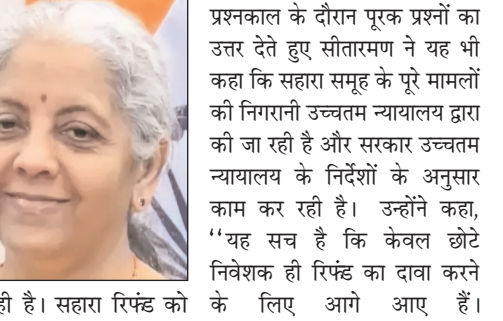 प्रश्नकाल के दौरान पूरक प्रश्नों का
उत्तर देते हुए सीतारमण ने यह भी
कहा कि सहारा समूह के पूरे मामलों
की निगरानी उच्चतम न्यायालय द्वारा
की जा रही है और सरकार उच्चतम
न्यायालय के निर्देशों के अनुसार
काम कर रही है। उन्होंने कहा,
‘‘यह सच है कि केवल छोटे
निवेशक ही रिफंड का दावा करने
के लिए आगे आए हैं।
है। सहारा रिफंड को